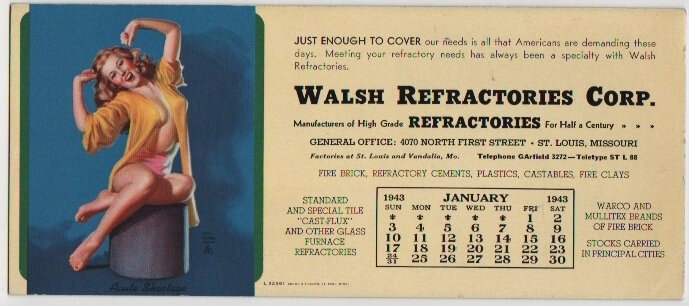 JUST ENOUGH TO COVER our needs is all that Americans are demanding these
days. Meeting your refractory needs has always been a specialty with Walsh
Refractories.
WALSH REFRACTORIES CORP.
Manufacturers of High Grade REFRACTORIES For Half a Century » » »
GENERAL OFFICE: 4070 NORTH FIRST STREET • ST. LOUIS, MISSOURI
Factories at St. Louis and Vandalia, Mo. Telephone GArfield 3272—Teletype ST L 88
FIRE BRICK, REFRACTORY CEMENTS, PLASTICS, CASTABLES, FIRE CLAYS
STANDARD
AND SPECIAL TILE
"CAST-FLUX"
AND OTHER GLASS
FURNACE
REFRACTORIES
1943 JANUARY 1943
SUN MON TUE WED THU FRI SAT
* * * * * 1 2
3 4 5 6 7 8 9
10 11 12 13 14 15 16
17 18 19 20 21 22 23
24/31 25 26 27 28 29 30
WARCO AND
MULLITEX BRANDS
OF FIRE BRICK
STOCKS CARRIED
IN PRINCIPAL CITIES
Acute Shortage